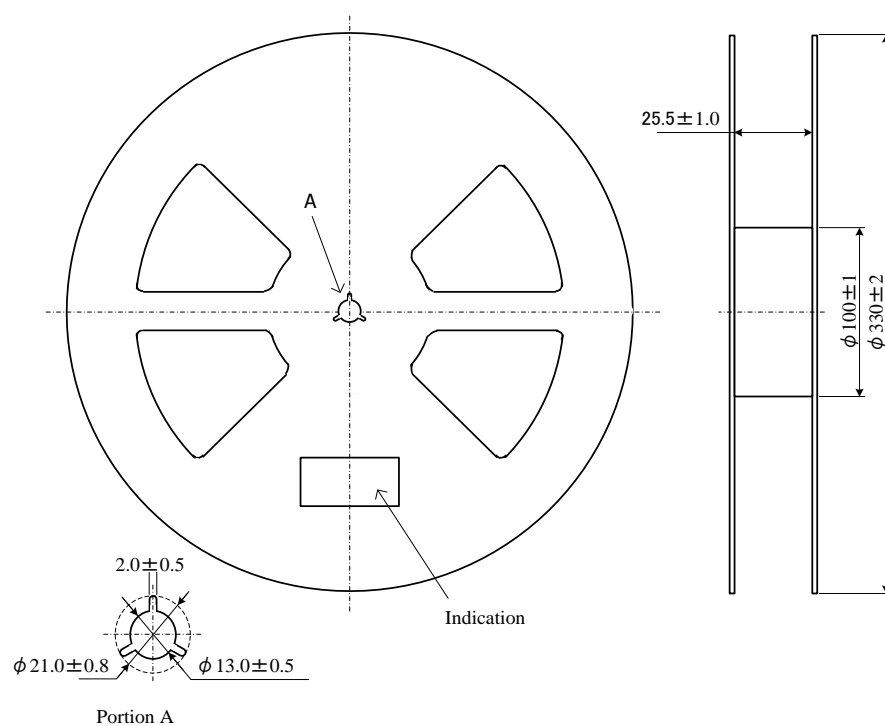 A
25.5±1.0
φ100±1
φ330±2
Indication
2.0±0.5
φ21.0±0.8
φ13.0±0.5
Portion A